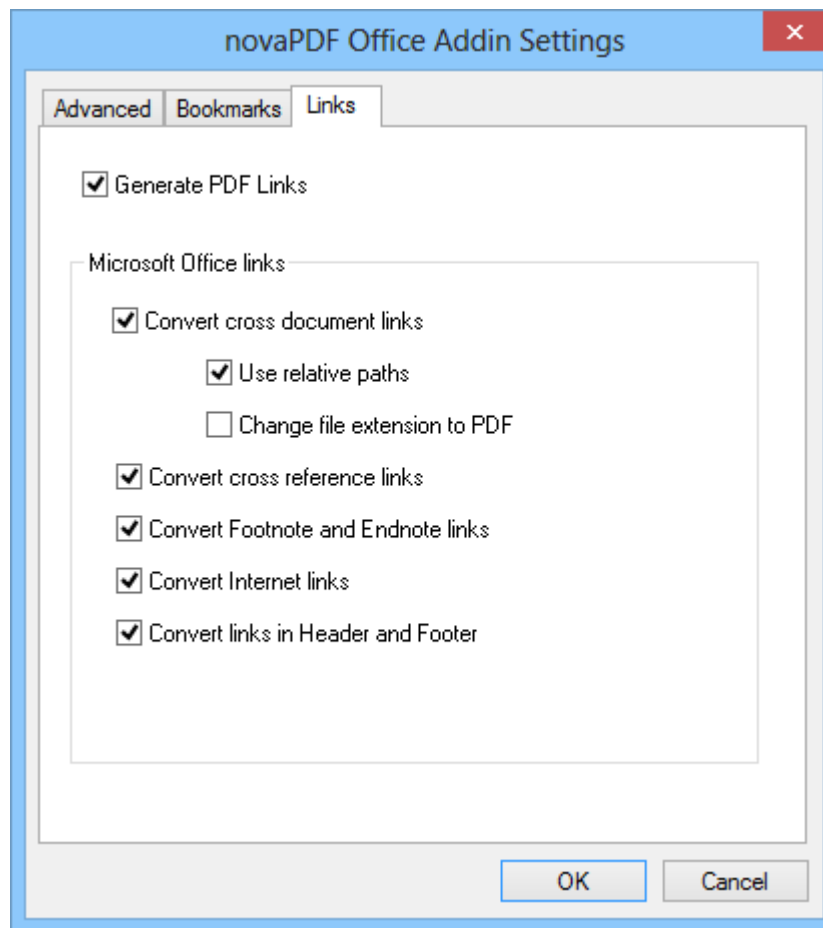 novaPDF Office Addin Settings
Advanced Bookmarks Links
Generate PDF Links
Microsoft Office links
Convert cross document links
Use relative paths
Change file extension to PDF
Convert cross reference links
Convert Footnote and Endnote links
Convert Internet links
Convert links in Header and Footer
OK Cancel